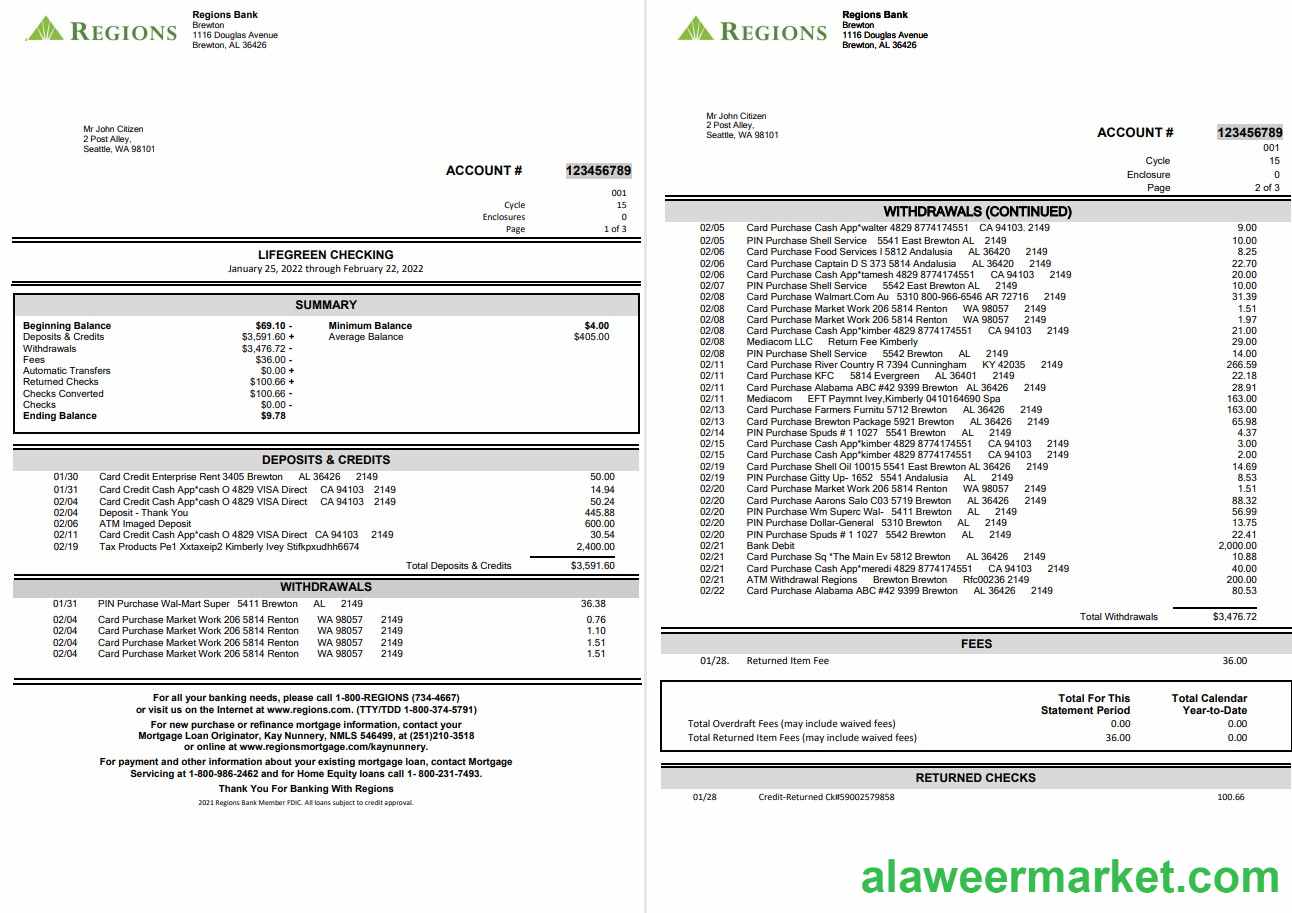 REGIONS
Regions Bank
Brewton
1116 Douglas Avenue
Brewton, AL 36426
Mr John Citizen
2 Post Alley,
Seattle, WA 98101
ACCOUNT # 123456789
001
Cycle 15
Enclosures 0
Page 1 of 3
LIFEGREEN CHECKING
January 25, 2022 through February 22, 2022
SUMMARY
Beginning Balance $69.10 - Minimum Balance $4.00
Deposits & Credits $3,591.60 + Average Balance $405.00
Withdrawals $3,476.72 -
Fees $36.00 -
Automatic Transfers $0.00 +
Returned Checks $100.66 +
Checks Converted $100.66 -
Checks $0.00 -
Ending Balance $9.78
DEPOSITS & CREDITS
01/30 Card Credit Enterprise Rent 3405 Brewton AL 36426 2149 50.00
01/31 Card Credit Cash App*cash O 4829 VISA Direct CA 94103 2149 14.94
02/04 Card Credit Cash App*cash O 4829 VISA Direct CA 94103 2149 50,24
02/04 Deposit - Thank You 445.88
02/06 ATM Imaged Deposit 600.00
02/11 Card Credit Cash App*cash O 4829 VISA Direct CA 94103 2149 30.54
02/19 Tax Products Pe1 Xxtaxeip2 Kimberly Ivey Stifkpxudhh6674 2,400.00
Total Deposits & Credits $3,591.60
WITHDRAWALS
01/31 PIN Purchase Wal-Mart Super 5411 Brewton AL 2149 36.38
02/04 Card Purchase Market Work 206 5814 Renton WA 98057 2149 0.76
02/04 Card Purchase Market Work 206 5814 Renton WA 98057 2149 1.10
02/04 Card Purchase Market Work 206 5814 Renton WA 98057 2149 1.51
02/04 Card Purchase Market Work 206 5814 Renton WA 98057 2149 1.51
For all your banking needs, please call 1-800-REGIONS (734-4667)
or visit us on the Internet at www.regions.com. (TTY/TDD 1-800-374-5791)
For new purchase or refinance mortgage information, contact your
Mortgage Loan Originator, Kay Nunnery, NMLS 546499, at (251)210-3518
or online at www.regionsmortgage.com/kaynunnery.
For payment and other information about your existing mortgage loan, contact Mortgage
Servicing at 1-800-986-2462 and for Home Equity loans call 1- 800-231-7493.
Thank You For Banking With Regions
2021 Regions Bank Member FDIC. All loans subject to credit approval.
REGIONS
Regions Bank
Brewton
1116 Douglas Avenue
Brewton, AL 36426
Mr John Citizen
2 Post Alley,
Seattle, WA 98101
ACCOUNT # 123456789
001
Cycle 15
Enclosure 0
Page 2 of 3
WITHDRAWALS (CONTINUED)
02/05 Card Purchase Cash App*walter 4829 8774174551 CA 94103. 2149 9.00
02/05 PIN Purchase Shell Service 5541 East Brewton AL 2149 10.00
02/06 Card Purchase Food Services I 5812 Andalusia AL 36420 2149 8.25
02/06 Card Purchase Captain D S 373 5814 Andalusia AL 36420 2149 22.70
02/06 Card Purchase Cash App*tamesh 4829 8774174551 CA 94103 2149 20.00
02/07 PIN Purchase Shell Service 5542 East Brewton AL 2149 10.00
02/08 Card Purchase Walmart.Com Au 5310 800-966-6546 AR 72716 2149 31.39
02/08 Card Purchase Market Work 206 5814 Renton WA 98057 2149 1.51
02/08 Card Purchase Market Work 206 5814 Renton WA 98057 2149 1.97
02/08 Card Purchase Cash App*kimber 4829 8774174551 CA 94103 2149 21.00
02/08 Mediacom LLC Return Fee Kimberly 29.00
02/08 PIN Purchase Shell Service 5542 Brewton AL 2149 14.00
02/11 Card Purchase River Country R 7394 Cunningham KY 42035 2149 266.59
02/11 Card Purchase KFC 5814 Evergreen AL 36401 2149 22.18
02/11 Card Purchase Alabama ABC #42 9399 Brewton AL 36426 2149 28.91
02/11 Mediacom EFT Paymnt Ivey,Kimberly 0410164690 Spa 163.00
02/13 Card Purchase Farmers Furnitu 5712 Brewton AL 36426 2149 163.00
02/13 Card Purchase Brewton Package 5921 Brewton AL 36426 2149 65.98
02/14 PIN Purchase Spuds # 1 1027 5541 Brewton AL 2149 4.37
02/15 Card Purchase Cash App*kimber 4829 8774174551 CA 94103 2149 3.00
02/15 Card Purchase Cash App*kimber 4829 8774174551 CA 94103 2149 2.00
02/19 Card Purchase Shell Oil 10015 5541 East Brewton AL 36426 2149 14.69
02/19 PIN Purchase Gitty Up- 1652 5541 Andalusia AL 2149 8.53
02/20 Card Purchase Market Work 206 5814 Renton WA 98057 2149 1.51
02/20 Card Purchase Aarons Salo C03 5719 Brewton AL 36426 2149 88.32
02/20 PIN Purchase Wm Superc Wal- 5411 Brewton AL 2149 56.99
02/20 PIN Purchase Dollar-General 5310 Brewton AL 2149 13.75
02/20 PIN Purchase Spuds # 1 1027 5542 Brewton AL 2149 22.41
02/21 Bank Debit 2,000.00
02/21 Card Purchase Sq *The Main Ev 5812 Brewton AL 36426 2149 10.88
02/21 Card Purchase Cash App*meredi 4829 8774174551 CA 94103 2149 40.00
02/21 ATM Withdrawal Regions Brewton Brewton Rfc00236 2149 200.00
02/22 Card Purchase Alabama ABC #42 9399 Brewton AL 36426 2149 80.53
Total Withdrawals $3,476.72
FEES
01/28. Returned Item Fee 36.00
Total For This Total Calendar
Statement Period Year-to-Date
Total Overdraft Fees (may include waived fees) 0.00 0.00
Total Returned Item Fees (may include waived fees) 36.00 0.00
RETURNED CHECKS
01/28 Credit-Returned Ck#59002579858 100.66
alaweermarket.com